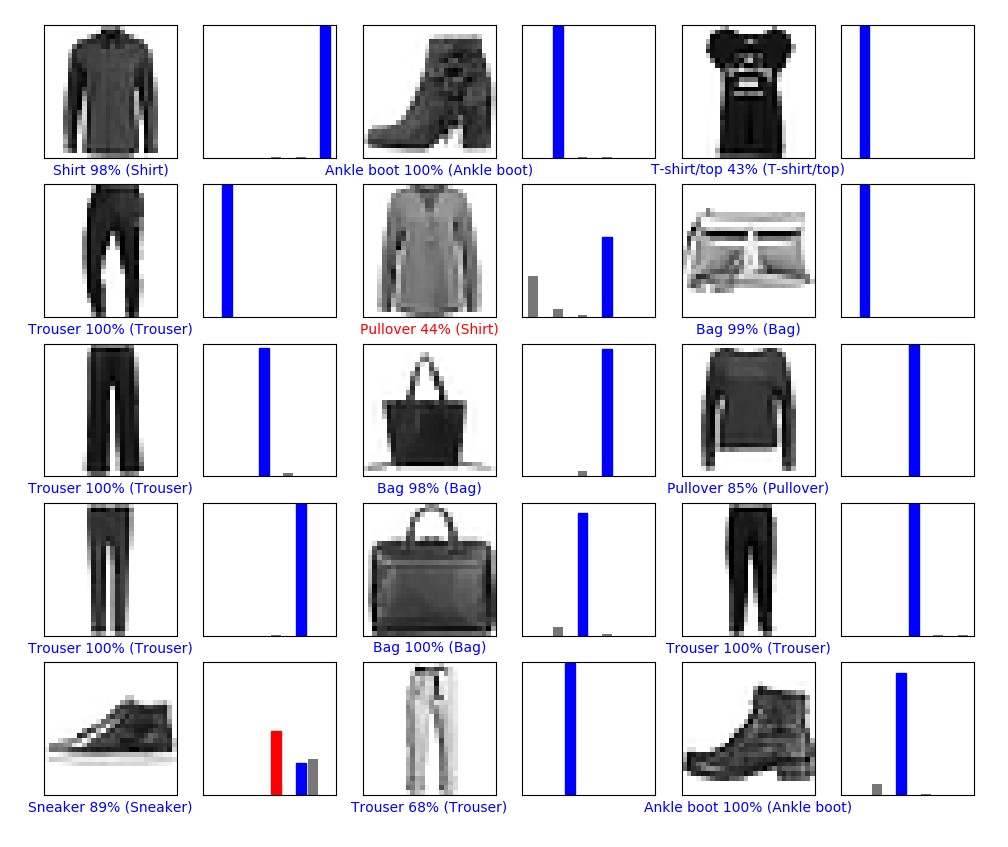 Shirt 98% (Shirt)
Ankle boot 100% (Ankle boot)
T-shirt/top 43% (T-shirt/top)
Trouser 100% (Trouser)
Pullover 44% (Shirt)
Bag 99% (Bag)
Trouser 100% (Trouser)
Bag 98% (Bag)
Pullover 85% (Pullover)
Trouser 100% (Trouser)
Bag 100% (Bag)
Trouser 100% (Trouser)
Sneaker 89% (Sneaker)
Trouser 68% (Trouser)
Ankle boot 100% (Ankle boot)